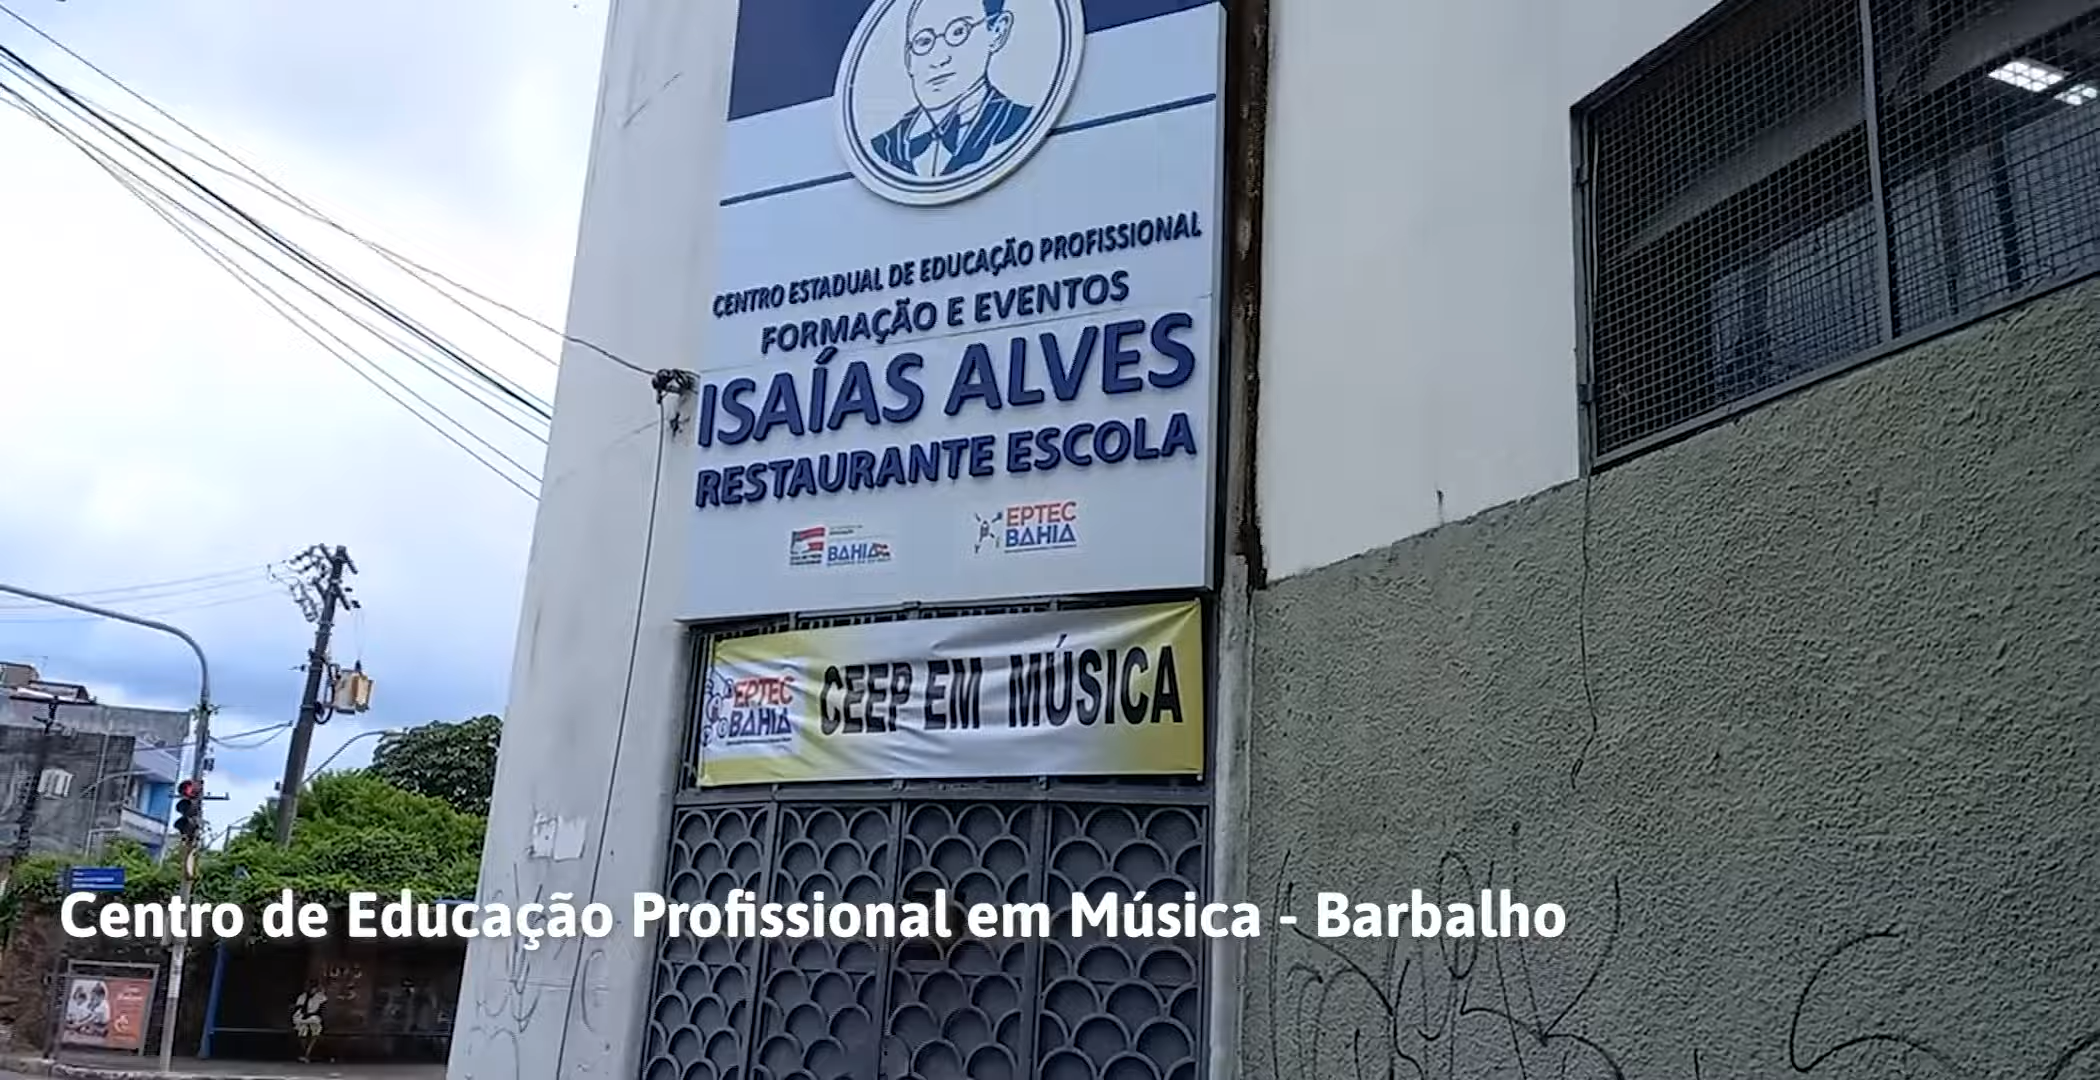 CENTRO ESTADUAL DE EDUCAÇÃO PROFISSIONAL
FORMAÇÃO E EVENTOS
ISAÍAS ALVES
RESTAURANTE ESCOLA
BAHIA
EPTEC
BAHIA
EPTEC
BAHIA
CEEP EM MÚSICA
Centro de Educação Profissional em Música - Barbalho